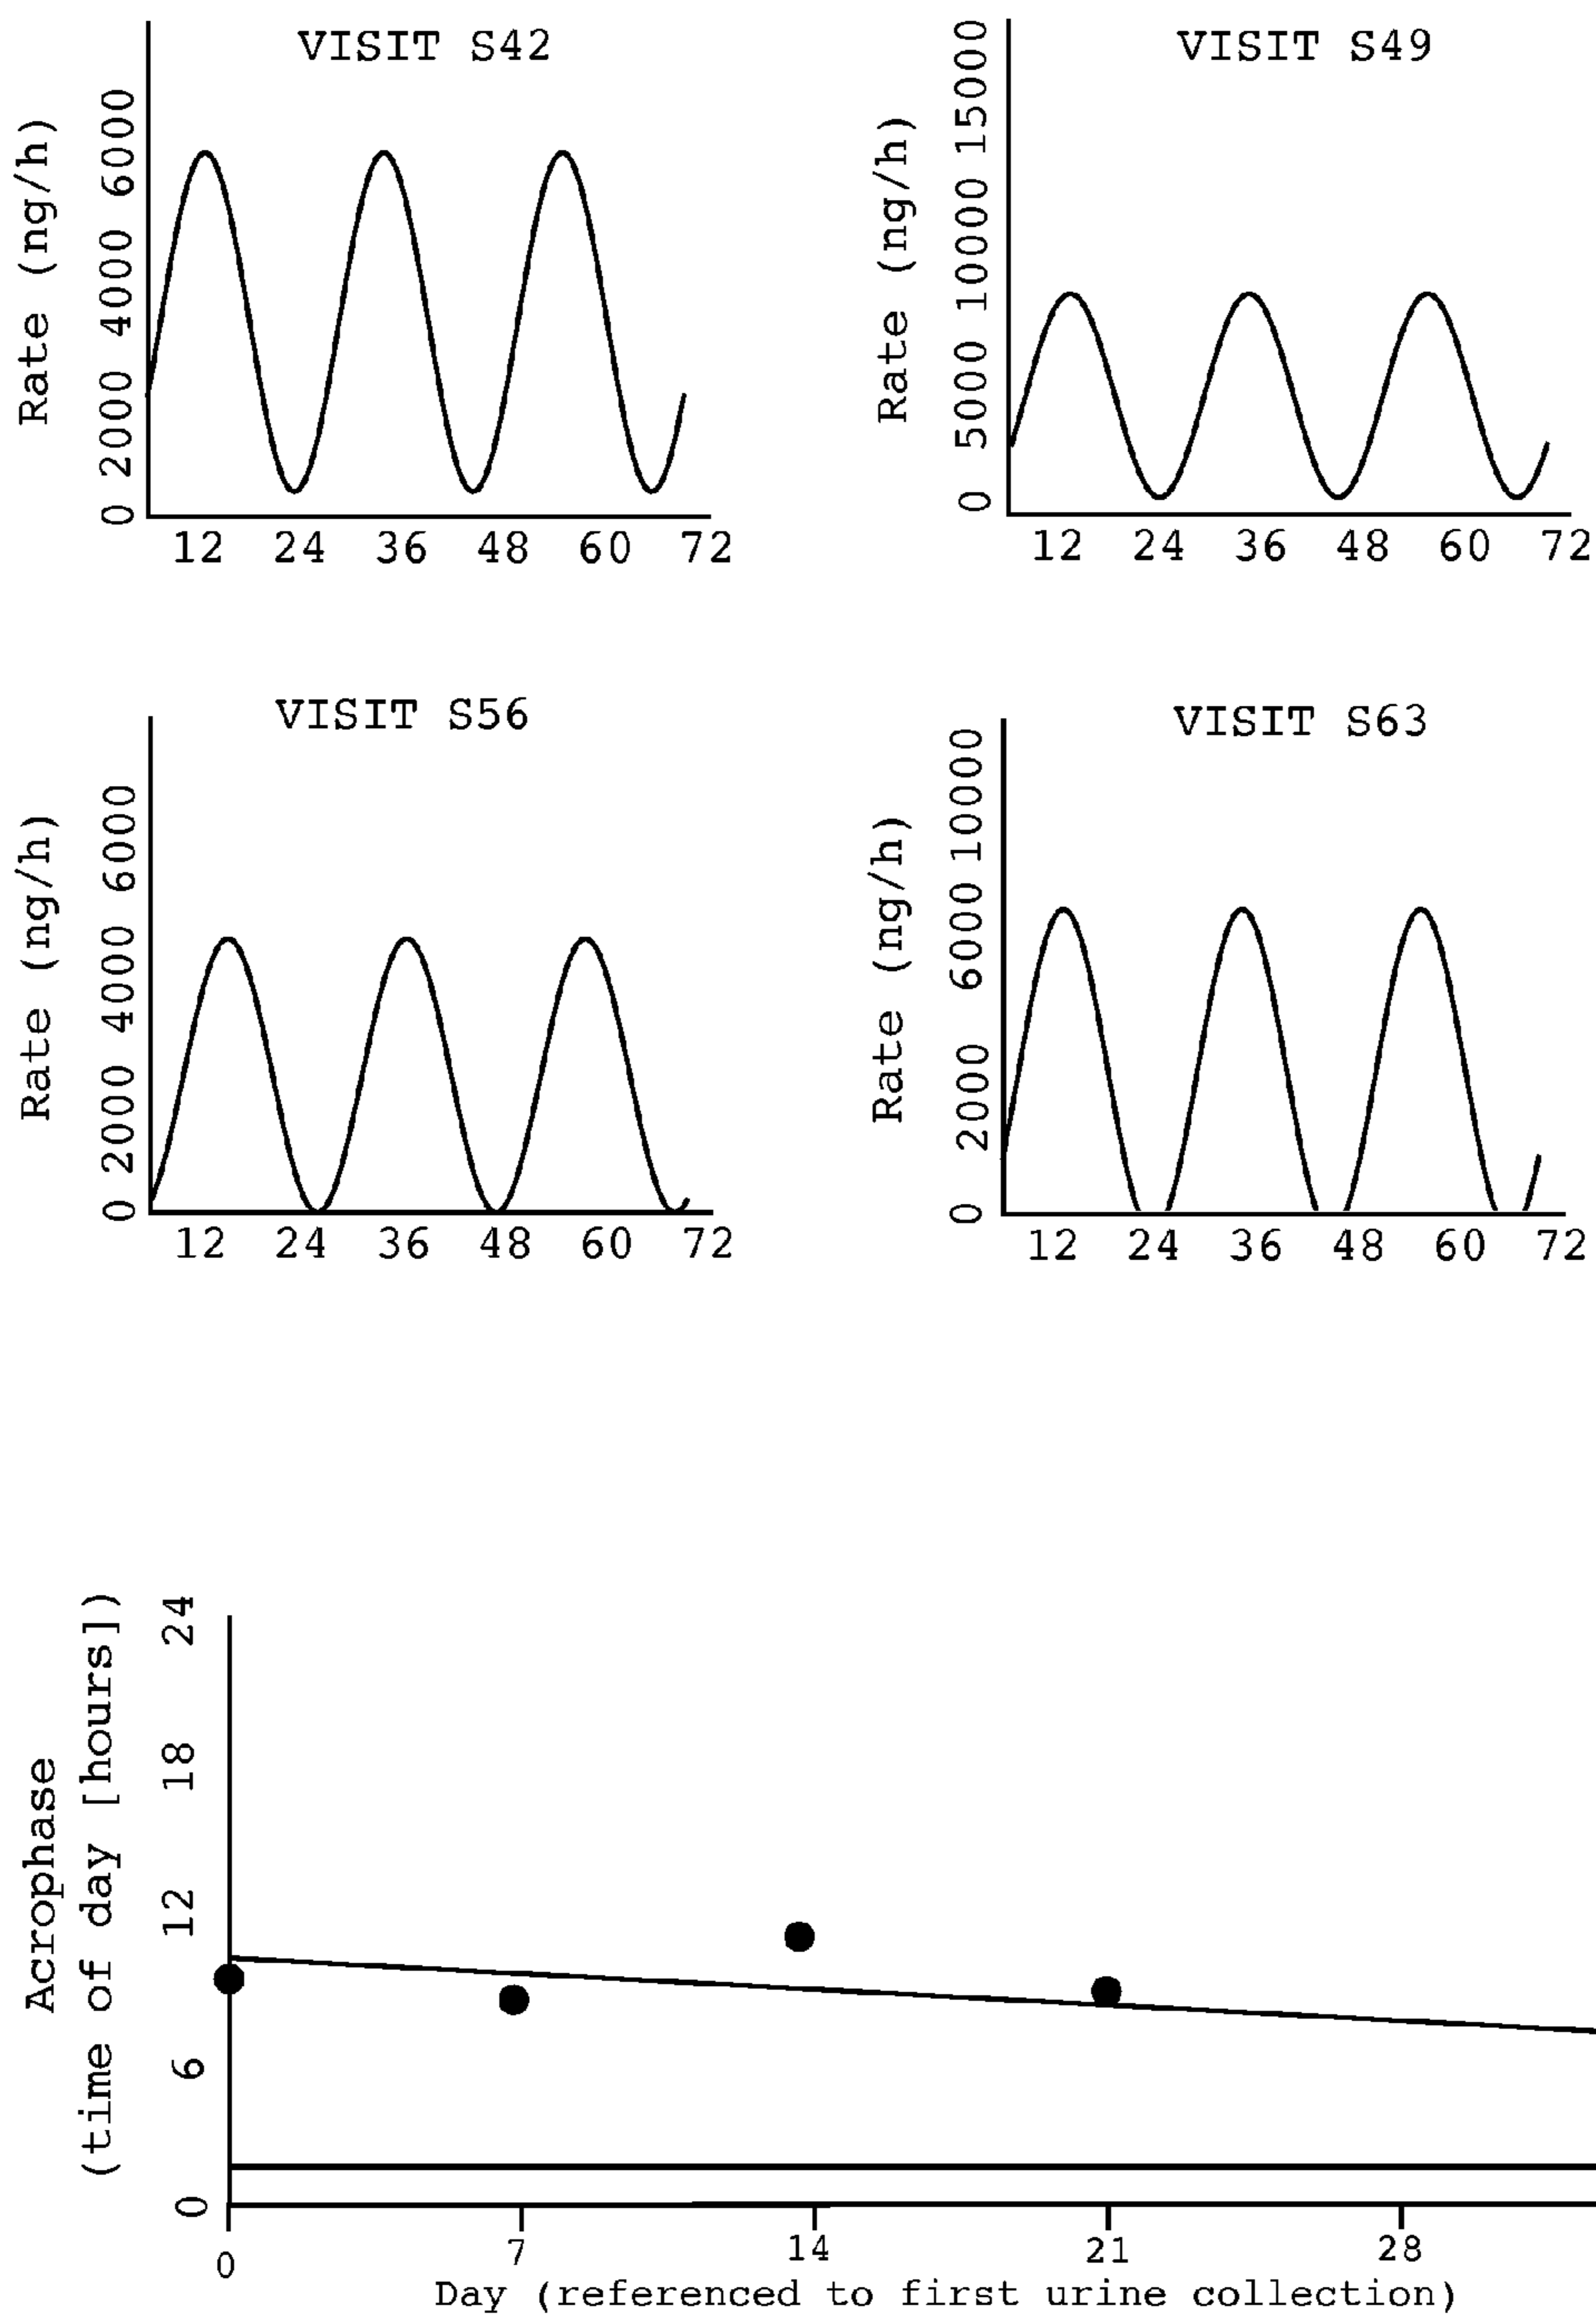 VISIT S42
Rate (ng/h)
0 2000 4000 6000
12 24 36 48 60 72
VISIT S49
Rate (ng/h)
0 5000 10000 15000
12 24 36 48 60 72
VISIT S56
Rate (ng/h)
0 2000 4000 6000
12 24 36 48 60 72
VISIT S63
Rate (ng/h)
0 2000 6000 10000
12 24 36 48 60 72
Acrophase
(time of day [hours])
0 6 12 18 24
0 7 14 21 28
Day (referenced to first urine collection)